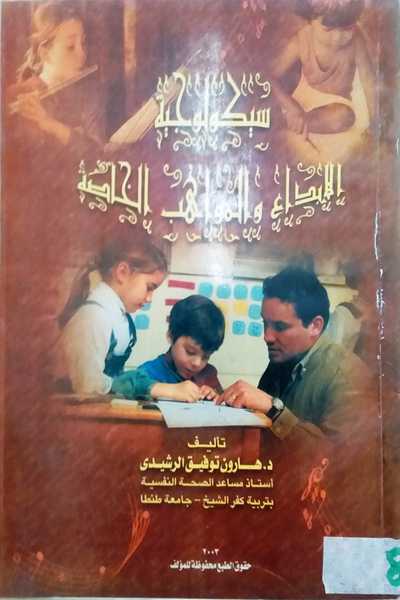 سيكولوجية
الإبداع والمواهب الخاصة
تأليف
د. هارون توفيق الرشيدى
أستاذ مساعد الصحة النفسية
بتربية كفر الشيخ - جامعة طنطا
٢٠٠٣
حقوق الطبع محفوظة للمؤلف